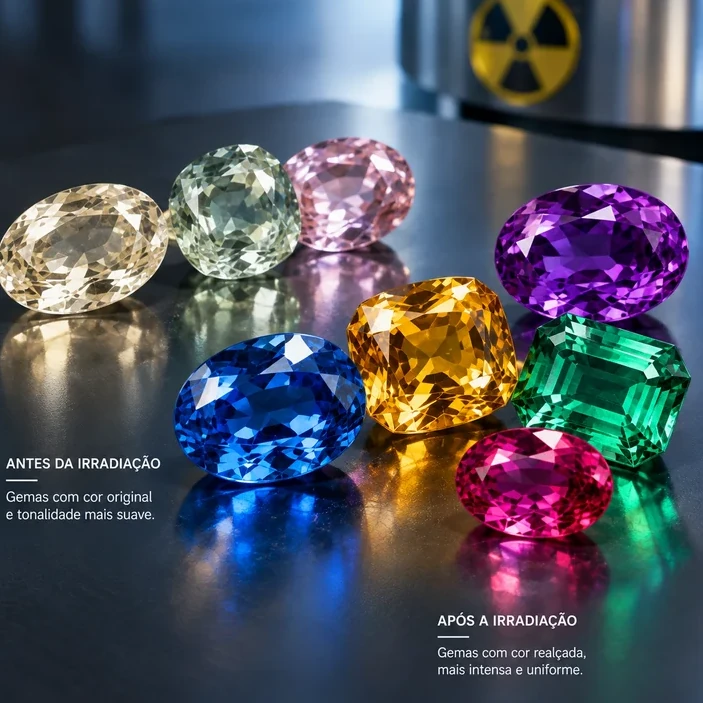 ANTES DA IRRADIAÇÃO
Gemas com cor original
e tonalidade mais suave.
APÓS A IRRADIAÇÃO
Gemas com cor realçada,
mais intensa e uniforme.